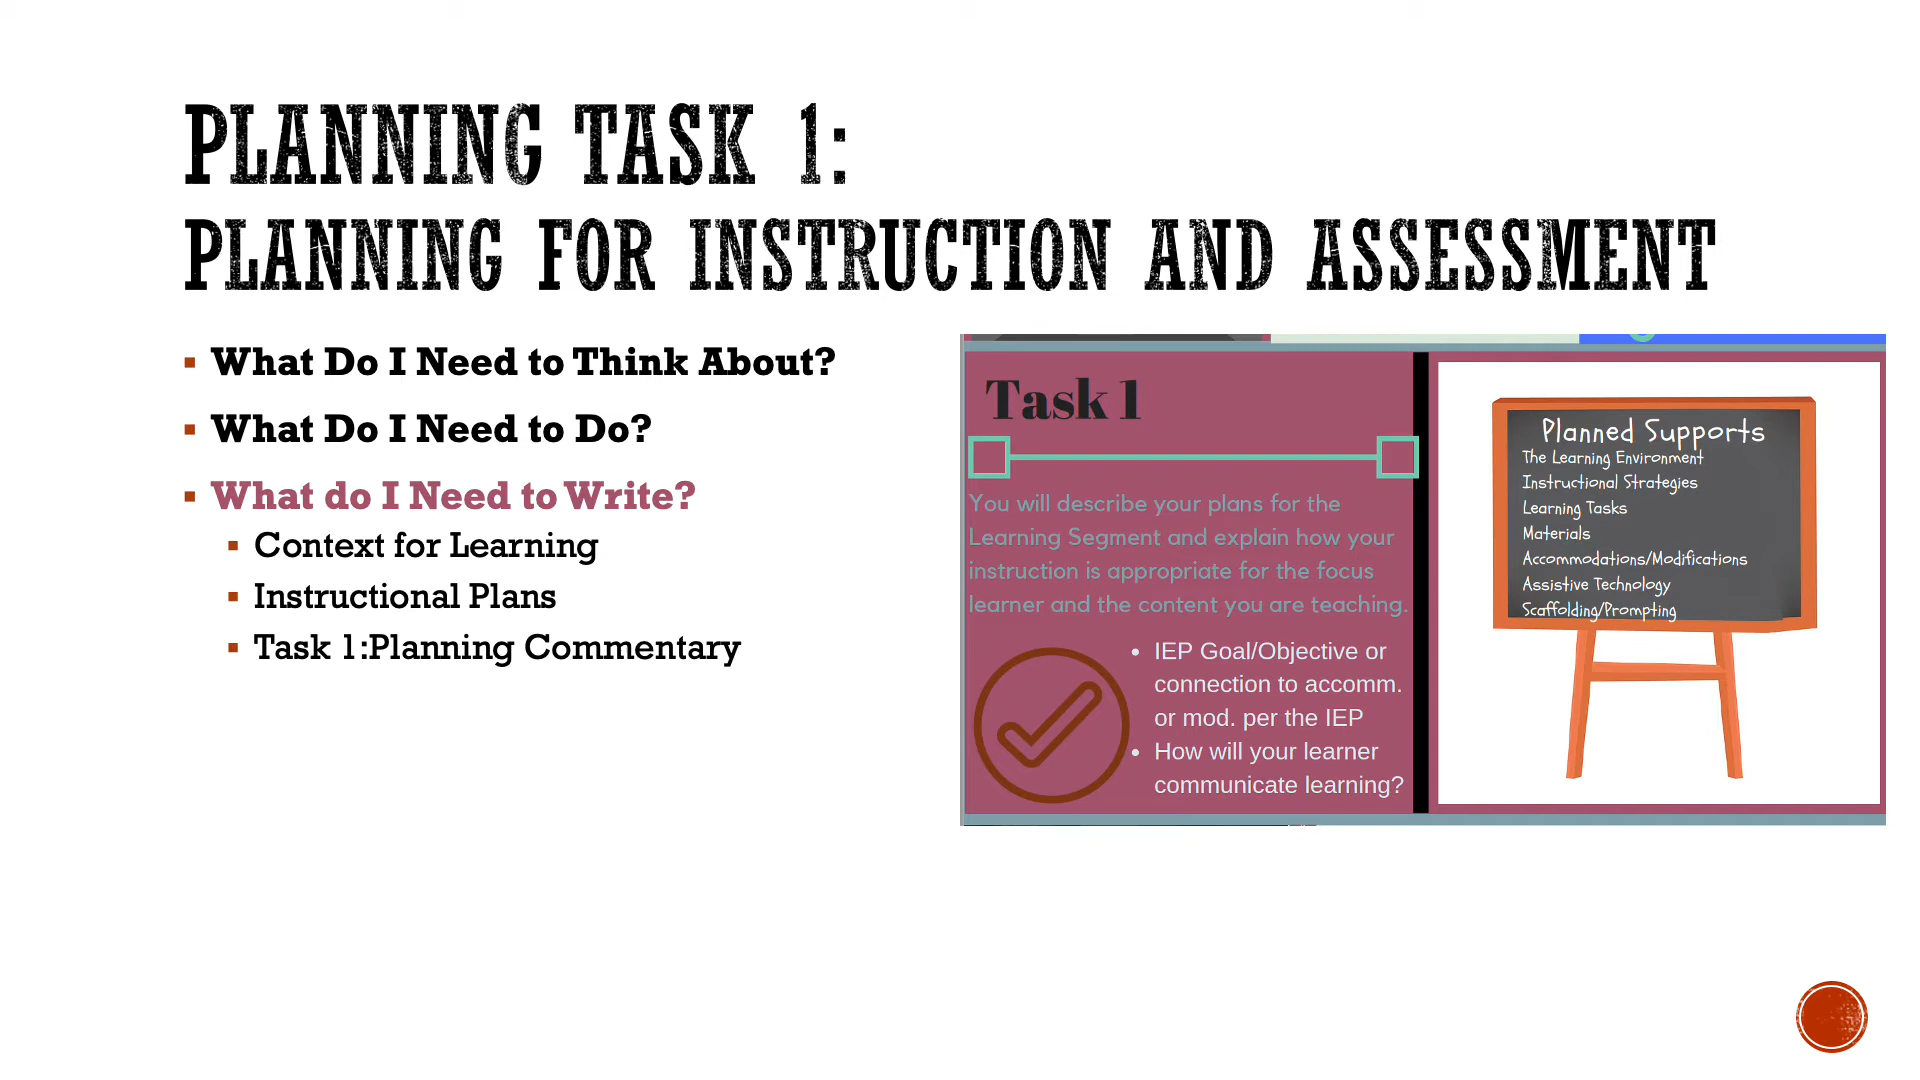 PLANNING TASK 1:
PLANNING FOR INSTRUCTION AND ASSESSMENT
▪ What Do I Need to Think About?
▪ What Do I Need to Do?
▪ What do I Need to Write?
▪ Context for Learning
▪ Instructional Plans
▪ Task 1:Planning Commentary
Task 1
You will describe your plans for the
Learning Segment and explain how your
instruction is appropriate for the focus
learner and the content you are teaching.
• IEP Goal/Objective or
connection to accomm.
or mod. per the IEP
• How will your learner
communicate learning?
Planned Supports
The Learning Environment
Instructional Strategies
Learning Tasks
Materials
Accommodations/Modifications
Assistive Technology
Scaffolding/Prompting